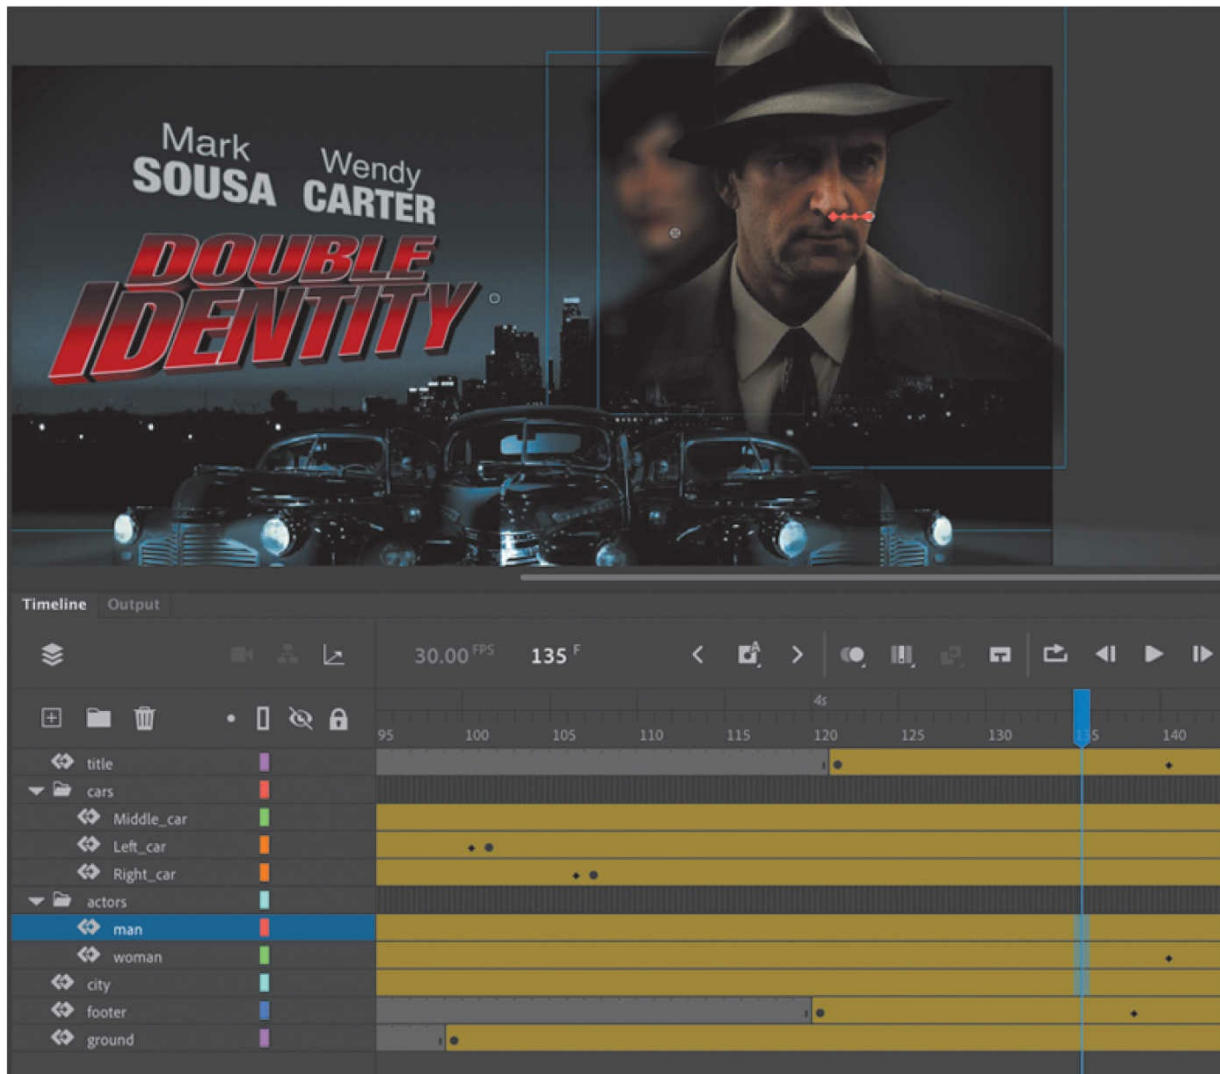 Mark
SOUSA
Wendy
CARTER
DOUBLE
IDENTITY
Timeline Output
30.00 FPS 135 F
4s
95 100 105 110 115 120 125 130 135 140
title
cars
Middle_car
Left_car
Right_car
actors
man
woman
city
footer
ground